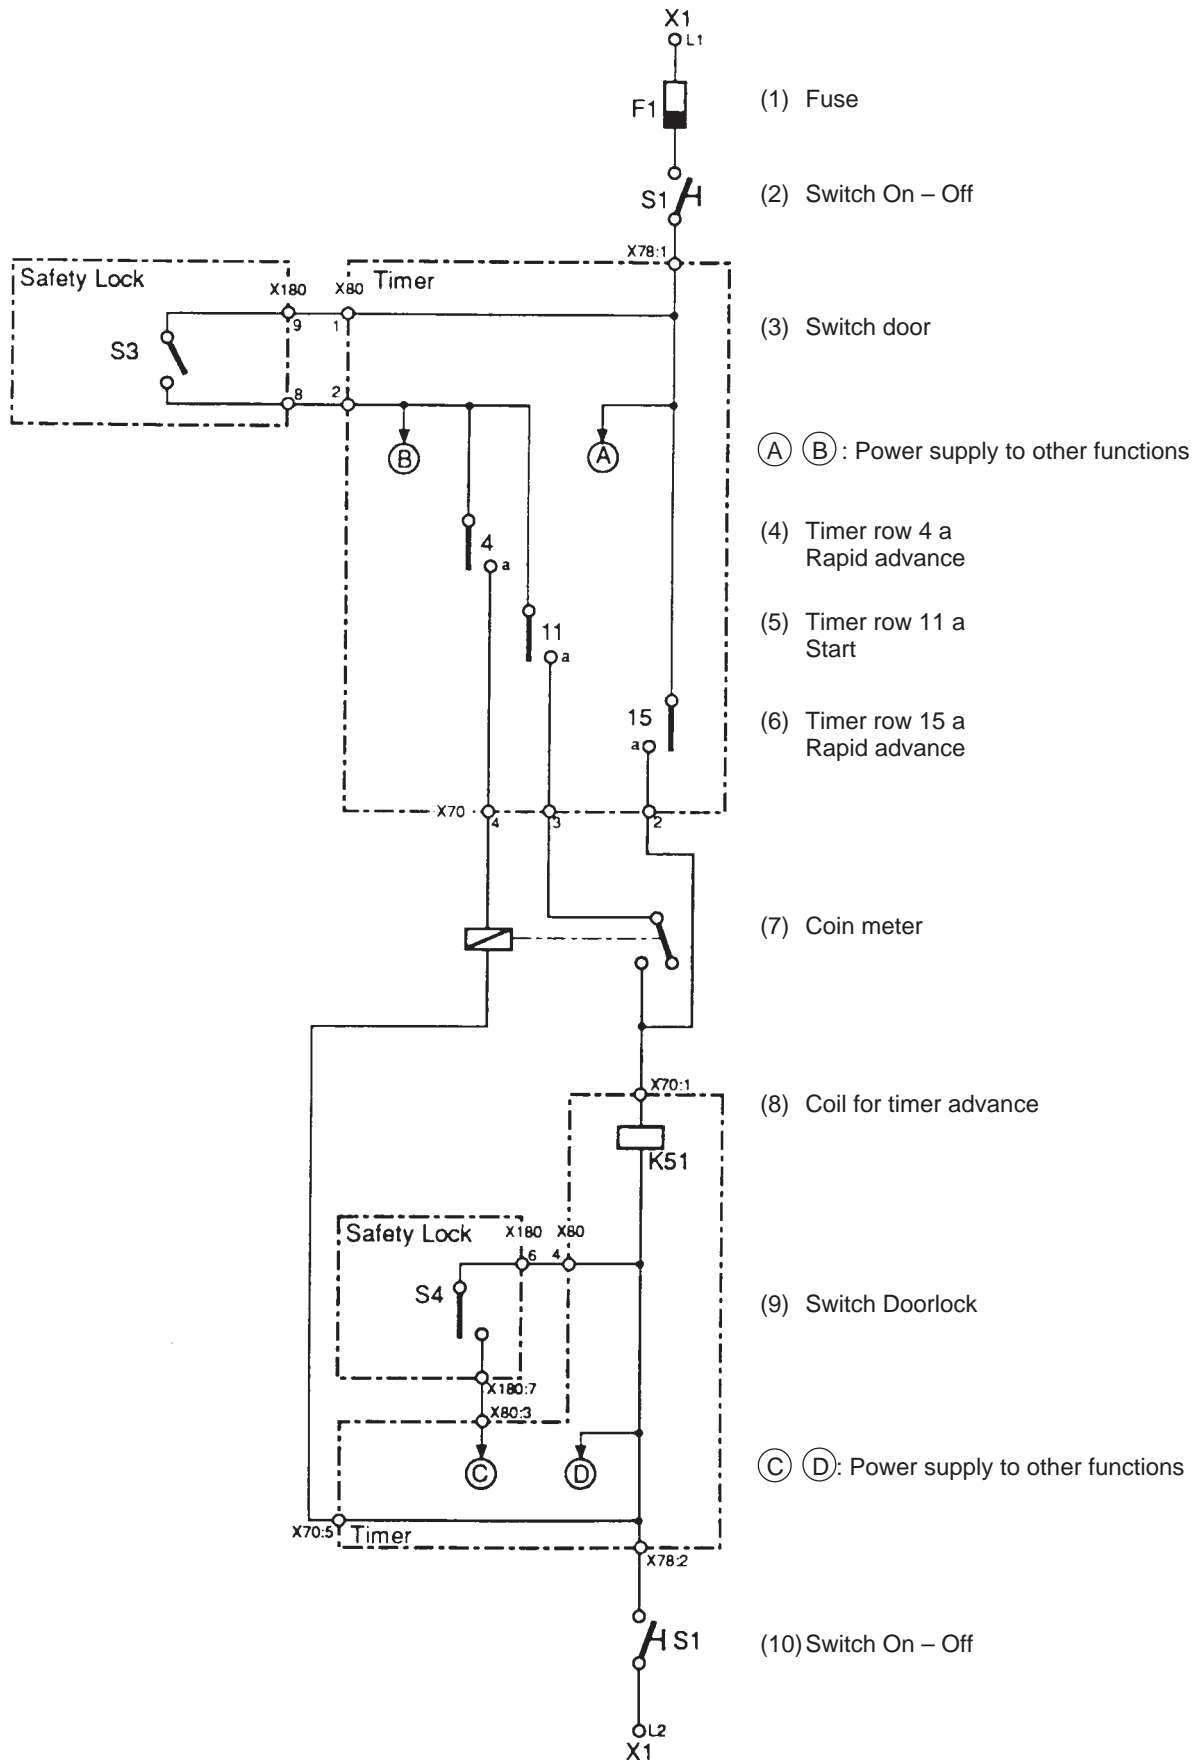 X1
L1
F1
(1) Fuse
S1
(2) Switch On – Off
X78:1
Safety Lock
X180
X80
Timer
9
1
S3
(3) Switch door
8
2
B
A
A B : Power supply to other functions
4
a
(4) Timer row 4 a
Rapid advance
11
a
(5) Timer row 11 a
Start
15
a
(6) Timer row 15 a
Rapid advance
X70
4
3
2
(7) Coin meter
X70:1
(8) Coil for timer advance
K51
Safety Lock
X180
X80
6
4
S4
(9) Switch Doorlock
X180:7
X80:3
C
D
C D: Power supply to other functions
X70:5
Timer
X78:2
S1
(10) Switch On – Off
L2
X1